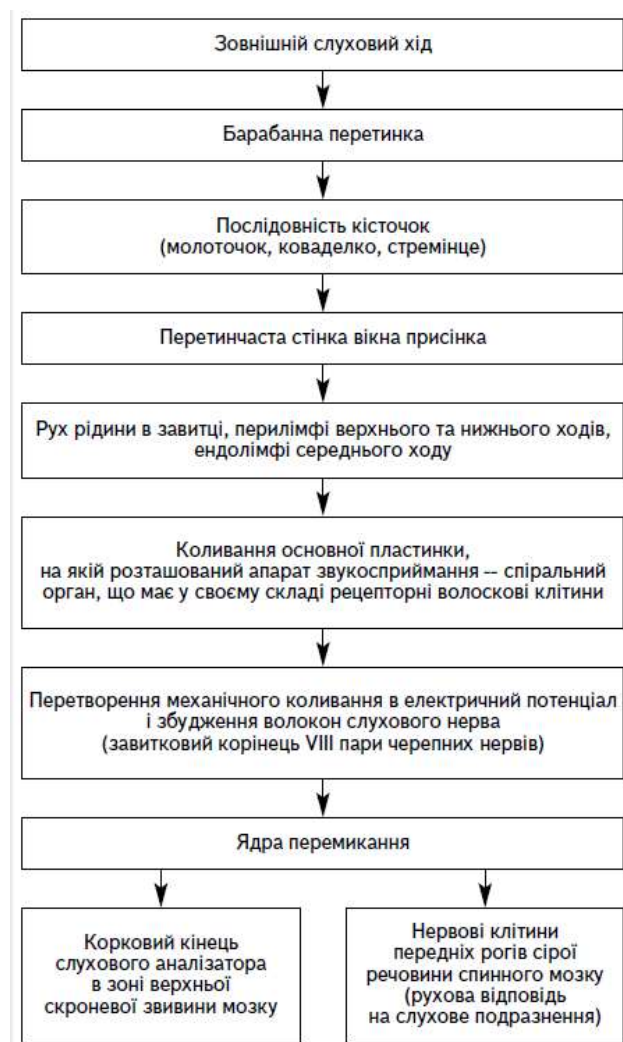 Зовнішній слуховий хід
Барабанна перетинка
Послідовність кісточок
(молоточок, коваделко, стремінце)
Перетинчаста стінка вікна присінка
Рух рідини в завитці, перилімфі верхнього та нижнього ходів,
ендолімфі середнього ходу
Коливання основної пластинки,
на якій розташований апарат звукосприймання -- спіральний
орган, що має у своєму складі рецепторні волоскові клітини
Перетворення механічного коливання в електричний потенціал
і збудження волокон слухового нерва
(завитковий корінець VIII пари черепних нервів)
Ядра перемикання
Корковий кінець
слухового аналізатора
в зоні верхньої
скроневої звивини мозку
Нервові клітини
передніх рогів сірої
речовини спинного мозку
(рухова відповідь
на слухове подразнення)